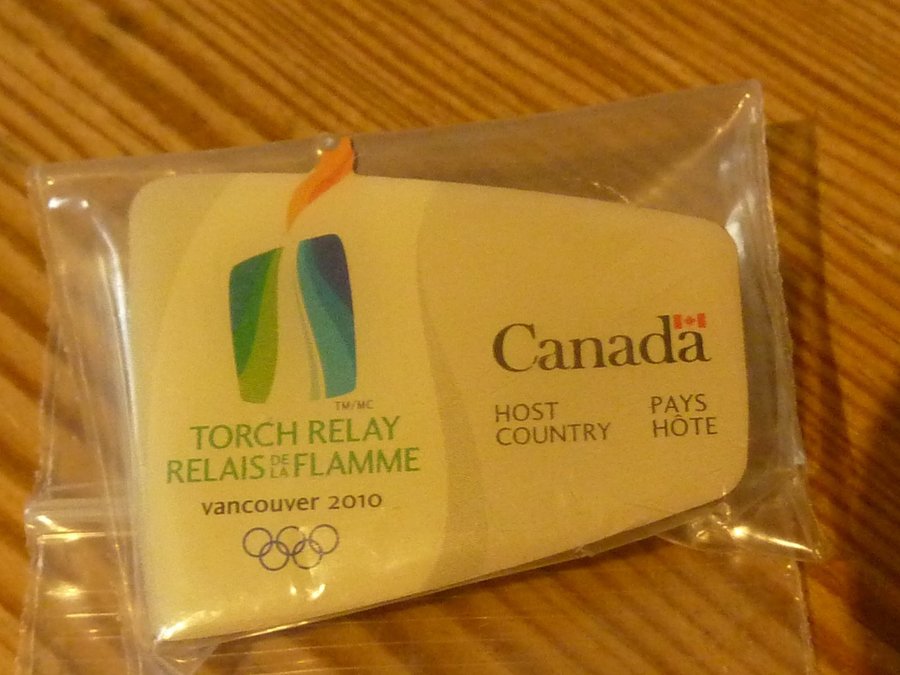 TM/MC
TORCH RELAY
RELAIS DE LA FLAMME
vancouver 2010
Canada
HOST COUNTRY
PAYS HÔTE